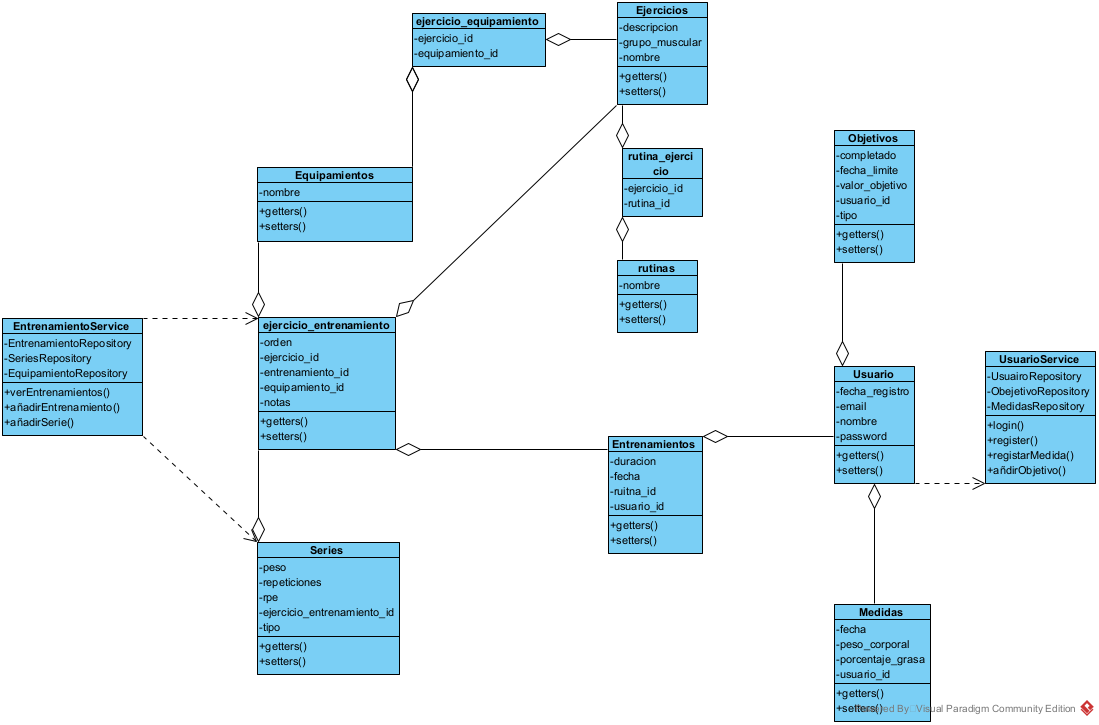 ejercicio_equipamiento
-ejercicio_id
-equipamiento_id
Ejercicios
-descripcion
-grupo_muscular
-nombre
+getters()
+setters()
rutina_ejerci
cio
-ejercicio_id
-rutina_id
Equipamientos
-nombre
+getters()
+setters()
rutinas
-nombre
+getters()
+setters()
Objetivos
-completado
-fecha_limite
-valor_objetivo
-usuario_id
-tipo
+getters()
+setters()
EntrenamientoService
-EntrenamientoRepository
-SeriesRepository
-EquipamientoRepository
+verEntrenamientos()
+añadirEntrenamiento()
+añadirSerie()
ejercicio_entrenamiento
-orden
-ejercicio_id
-entrenamiento_id
-equipamiento_id
-notas
+getters()
+setters()
Usuario
-fecha_registro
-email
-nombre
-password
+getters()
+setters()
UsuarioService
-UsuairoRepository
-ObejetivoRepository
-MedidasRepository
+login()
+register()
+registarMedida()
+añdirObjetivo()
Entrenamientos
-duracion
-fecha
-ruitna_id
-usuario_id
+getters()
+setters()
Series
-peso
-repeticiones
-rpe
-ejercicio_entrenamiento_id
-tipo
+getters()
+setters()
Medidas
-fecha
-peso_corporal
-porcentaje_grasa
-usuario_id
+getters()
+setters()
Powered By Visual Paradigm Community Edition